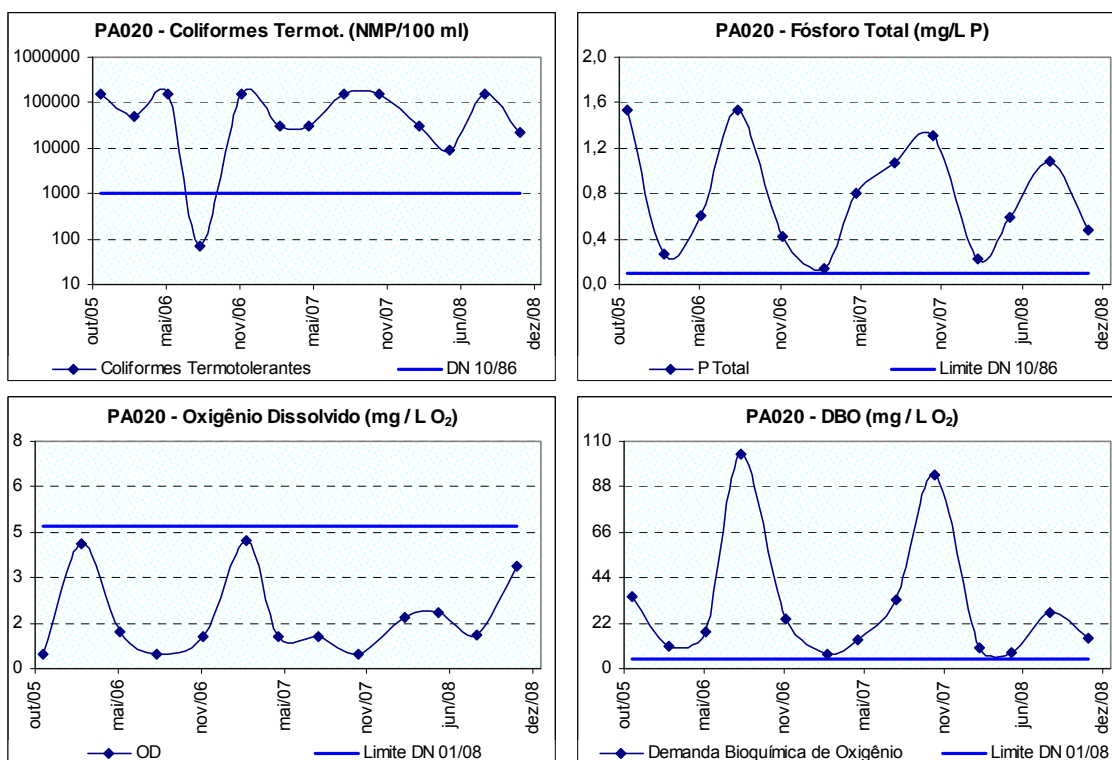 PA020 - Coliformes Termot. (NMP/100 ml)
1000000
100000
10000
1000
100
10
out/05
mai/06
nov/06
mai/07
nov/07
jun/08
dez/08
Coliformes Termotolerantes
DN 10/86
PA020 - Fósforo Total (mg/L P)
2,0
1,6
1,2
0,8
0,4
0,0
out/05
mai/06
nov/06
mai/07
nov/07
jun/08
dez/08
P Total
Limite DN 10/86
PA020 - Oxigênio Dissolvido (mg / L O₂)
8
6
5
3
2
0
out/05
mai/06
nov/06
mai/07
nov/07
jun/08
dez/08
OD
Limite DN 01/08
PA020 - DBO (mg / L O₂)
110
88
66
44
22
0
out/05
mai/06
nov/06
mai/07
nov/07
jun/08
dez/08
Demanda Bioquímica de Oxigênio
Limite DN 01/08